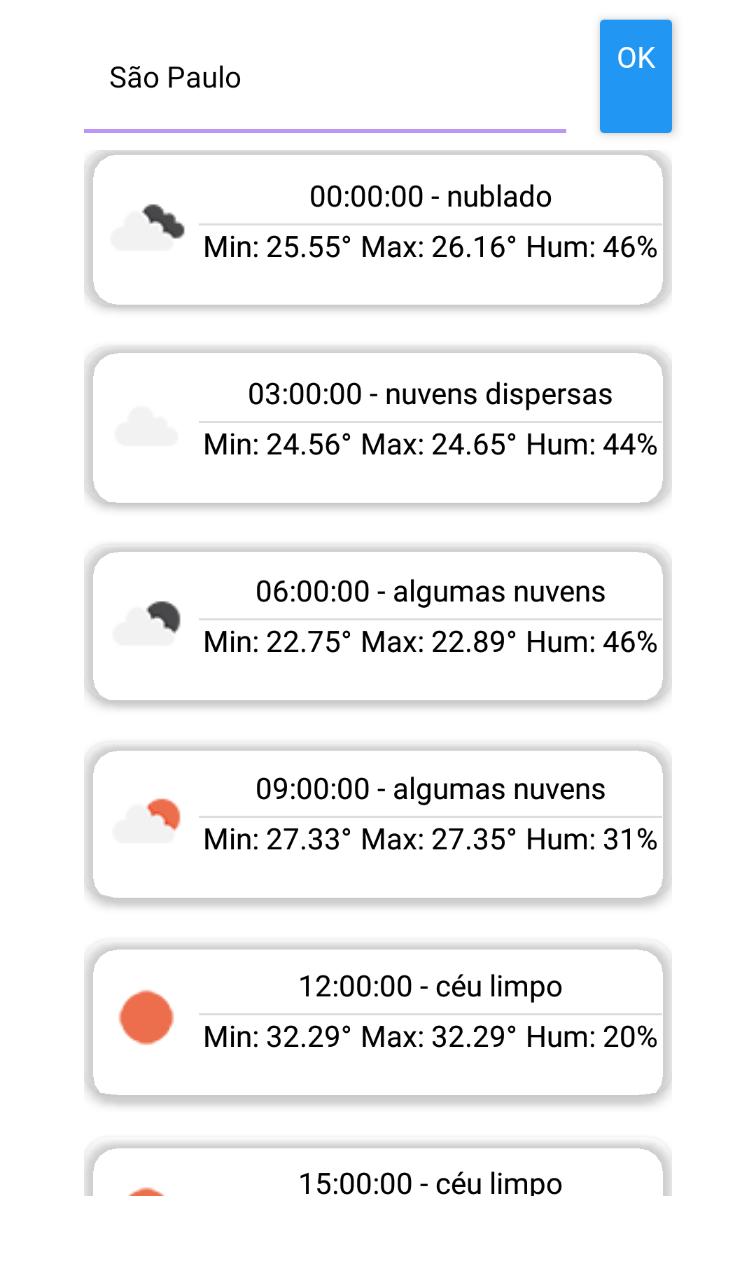 São Paulo
OK
00:00:00 - nublado
Min: 25.55° Max: 26.16° Hum: 46%
03:00:00 - nuvens dispersas
Min: 24.56° Max: 24.65° Hum: 44%
06:00:00 - algumas nuvens
Min: 22.75° Max: 22.89° Hum: 46%
09:00:00 - algumas nuvens
Min: 27.33° Max: 27.35° Hum: 31%
12:00:00 - céu limpo
Min: 32.29° Max: 32.29° Hum: 20%
15:00:00 - céu limpo